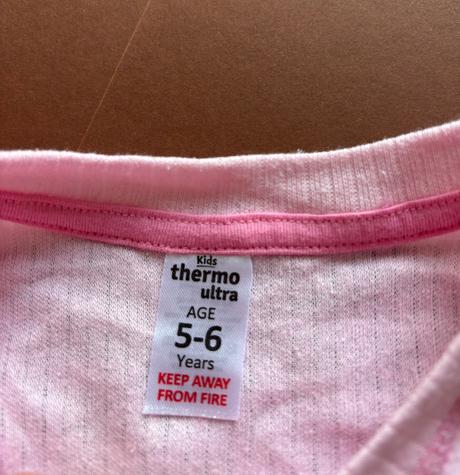 Kids
thermo
ultra
AGE
5-6
Years
KEEP AWAY
FROM FIRE